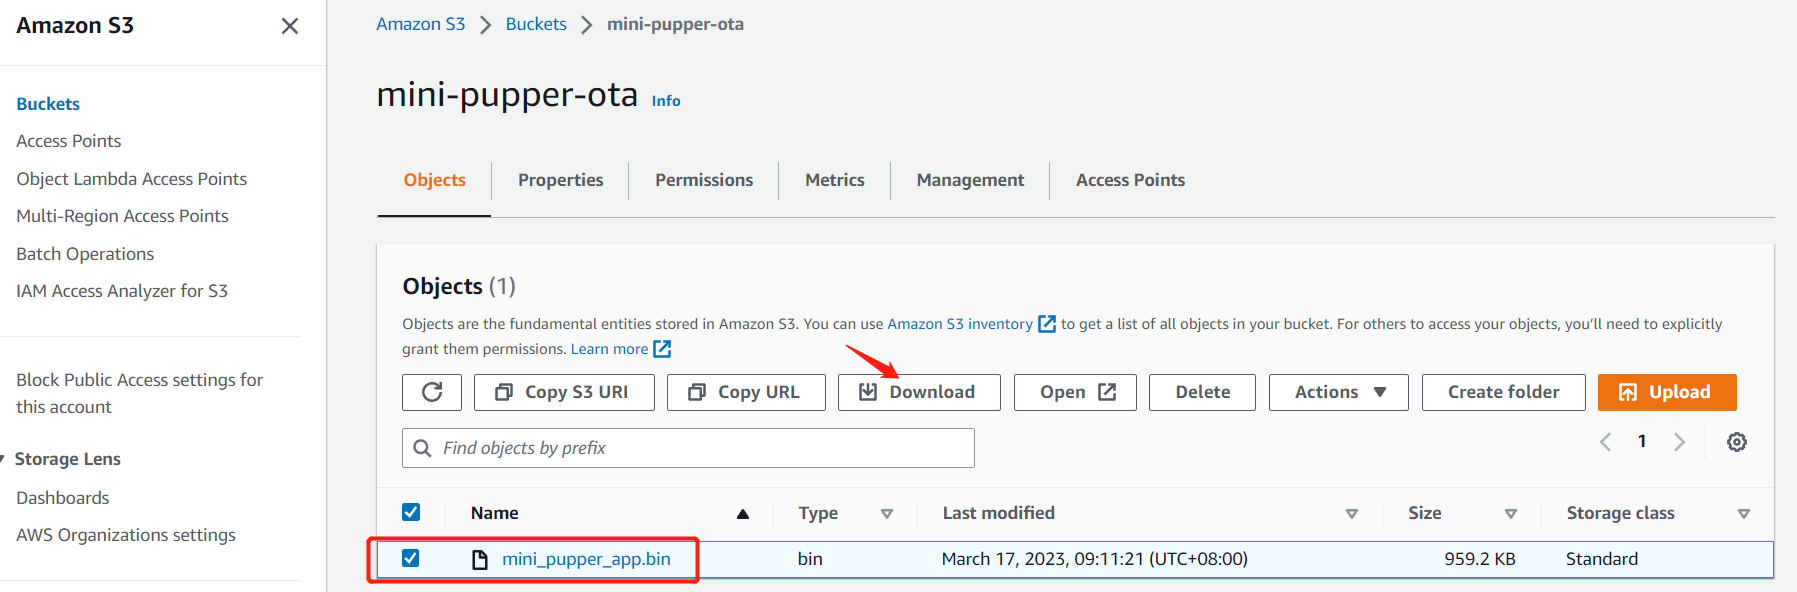 Amazon S3
Buckets
Access Points
Object Lambda Access Points
Multi-Region Access Points
Batch Operations
IAM Access Analyzer for S3
Block Public Access settings for
this account
Storage Lens
Dashboards
AWS Organizations settings
Amazon S3 Buckets mini-pupper-ota
mini-pupper-ota Info
Objects Properties Permissions Metrics Management Access Points
Objects (1)
Objects are the fundamental entities stored in Amazon S3. You can use Amazon S3 inventory to get a list of all objects in your bucket. For others to access your objects, you'll need to explicitly
grant them permissions. Learn more
Copy S3 URI Copy URL Download Open Delete Actions Create folder Upload
Find objects by prefix 1
Name Type Last modified Size Storage class
mini_pupper_app.bin bin March 17, 2023, 09:11:21 (UTC+08:00) 959.2 KB Standard